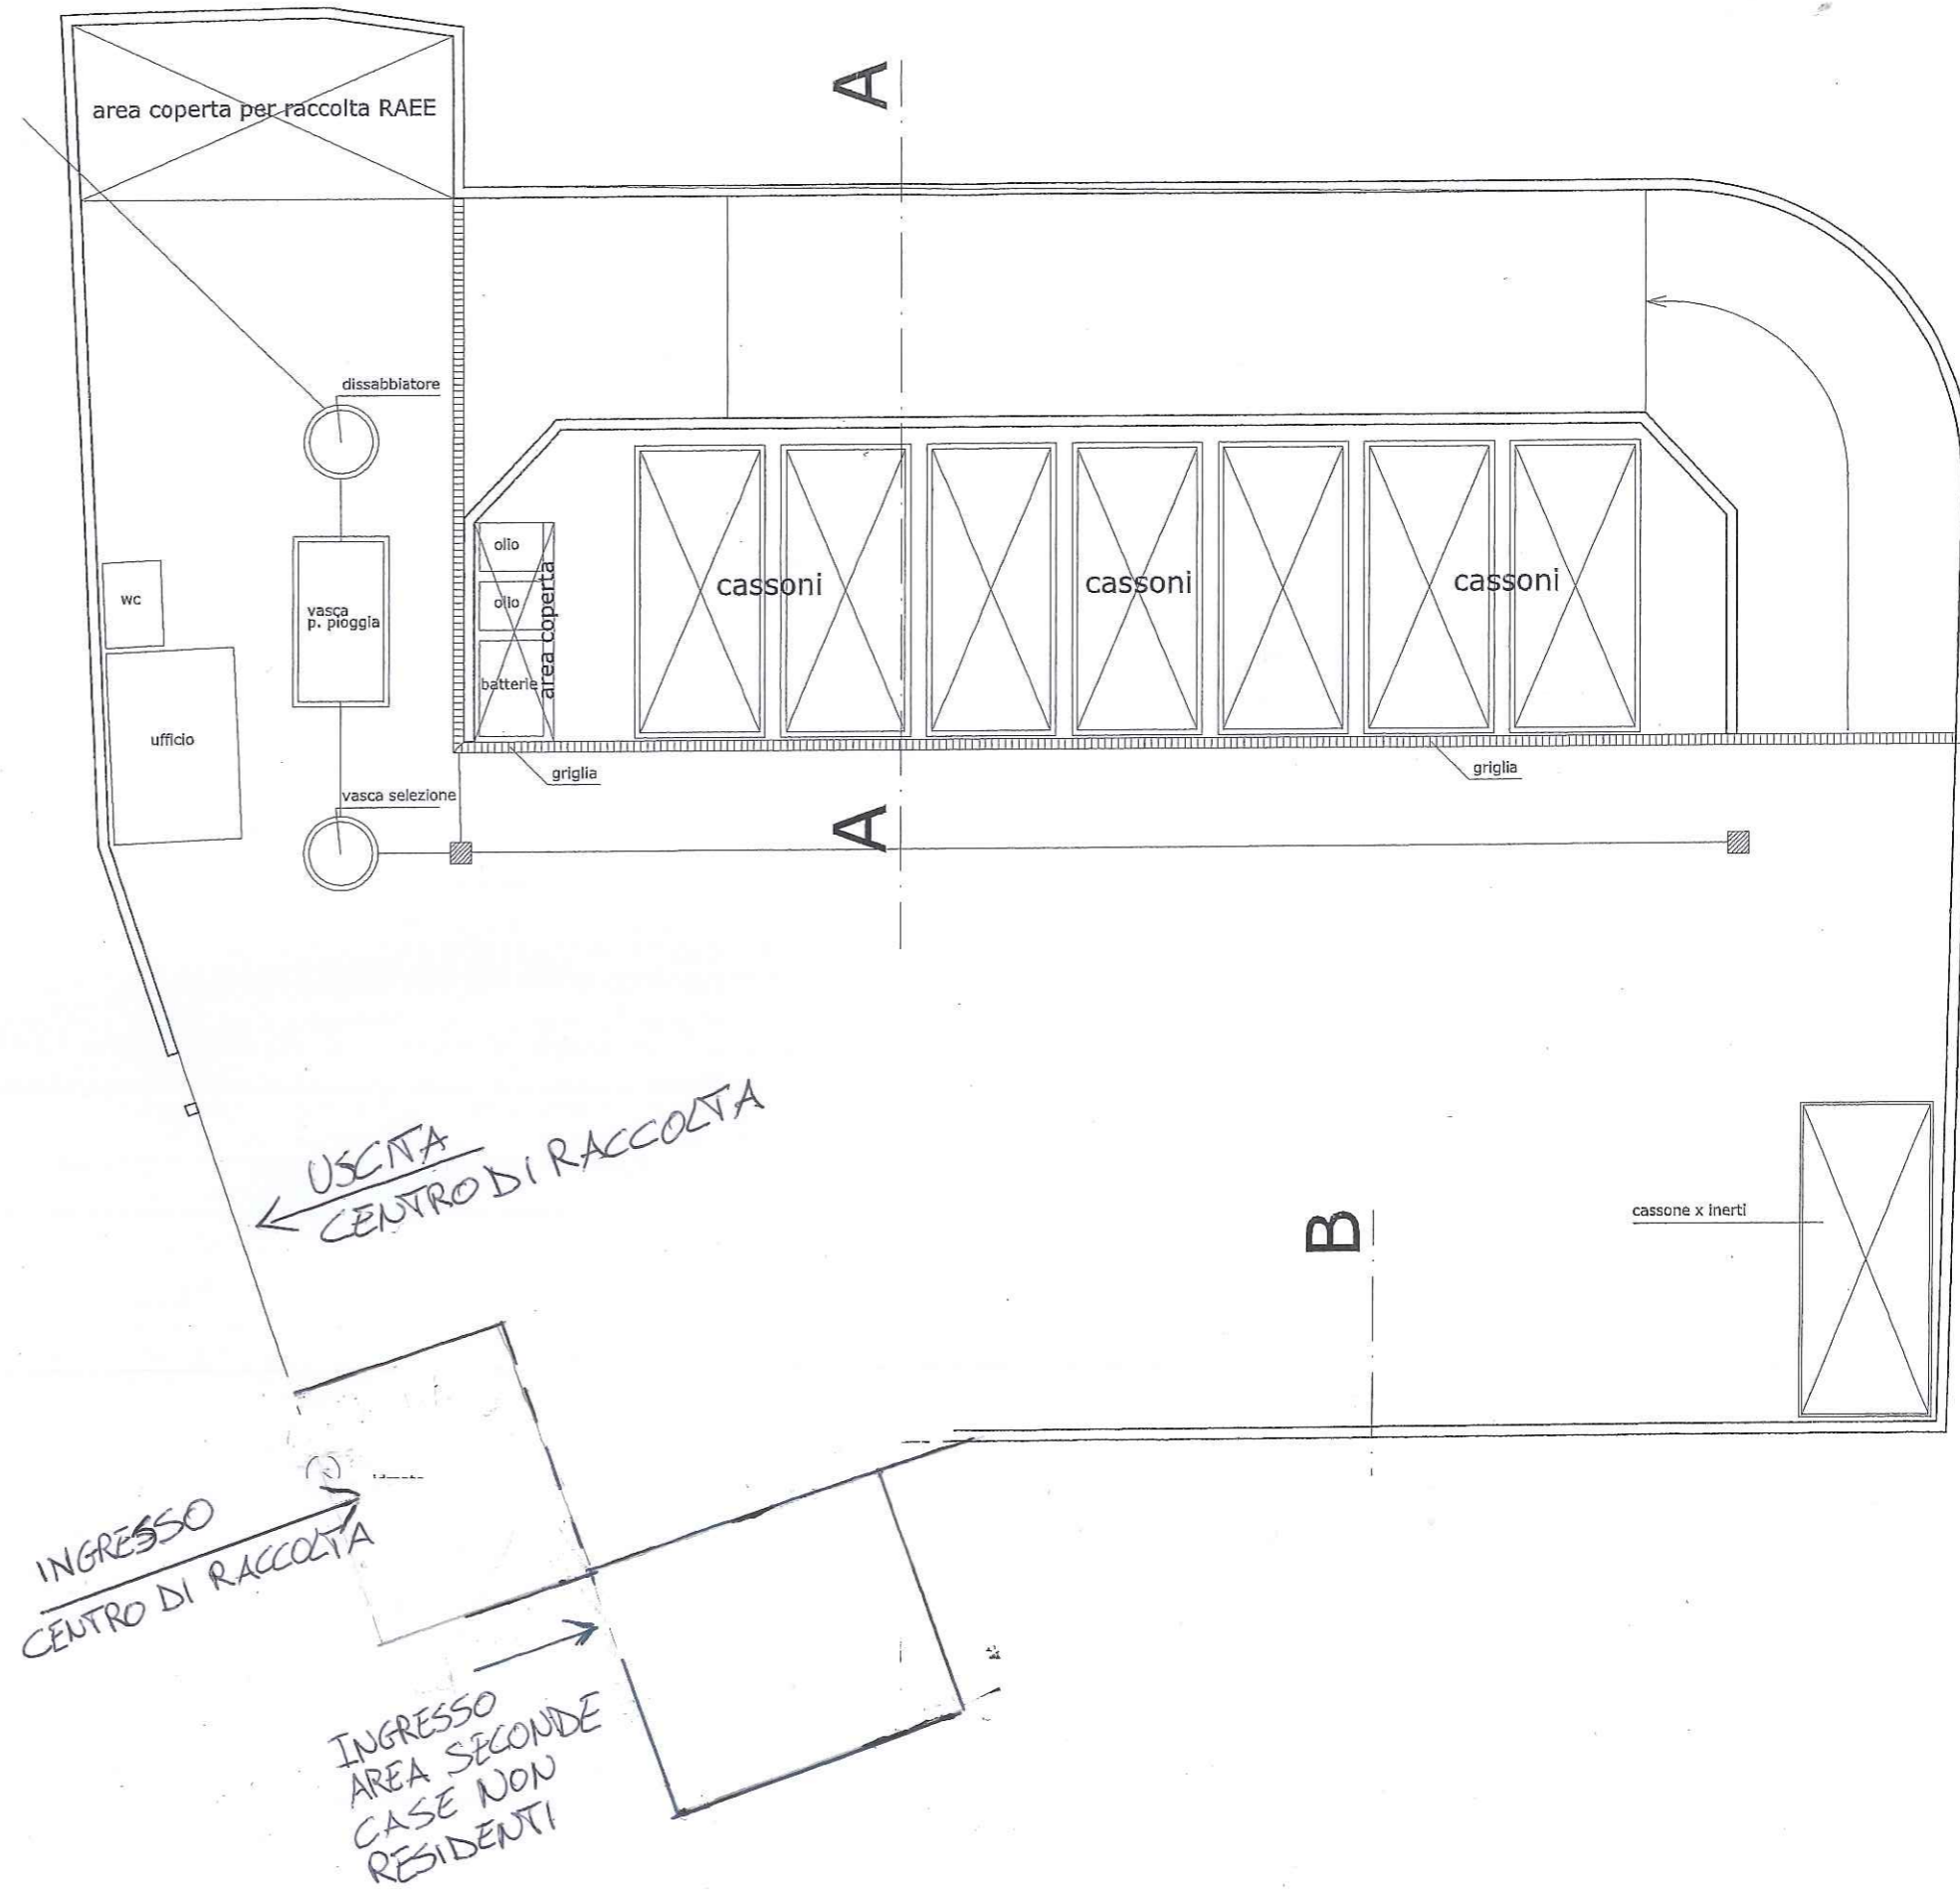 A
area coperta per raccolta RAEE
dissabbiatore
olio
olio
batterie
area coperta
cassoni
cassoni
cassoni
wc
vasca
p. pioggia
ufficio
griglia
griglia
vasca selezione
A
USCITA
CENTRO DI RACCOLTA
B
cassone x inerti
INGRESSO
CENTRO DI RACCOLTA
INGRESSO
AREA SECONDE
CASE NON
RESIDENTI